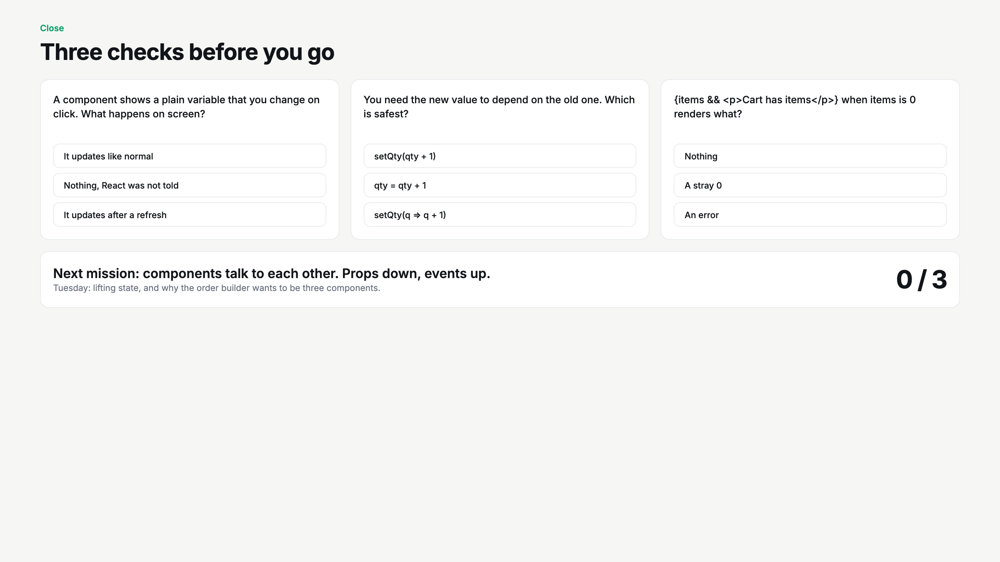 Close
Three checks before you go
A component shows a plain variable that you change on
click. What happens on screen?
It updates like normal
Nothing, React was not told
It updates after a refresh
You need the new value to depend on the old one. Which
is safest?
setQty(qty + 1)
qty = qty + 1
setQty(q => q + 1)
{items && <p>Cart has items</p>} when items is 0
renders what?
Nothing
A stray 0
An error
Next mission: components talk to each other. Props down, events up.
Tuesday: lifting state, and why the order builder wants to be three components.
0 / 3